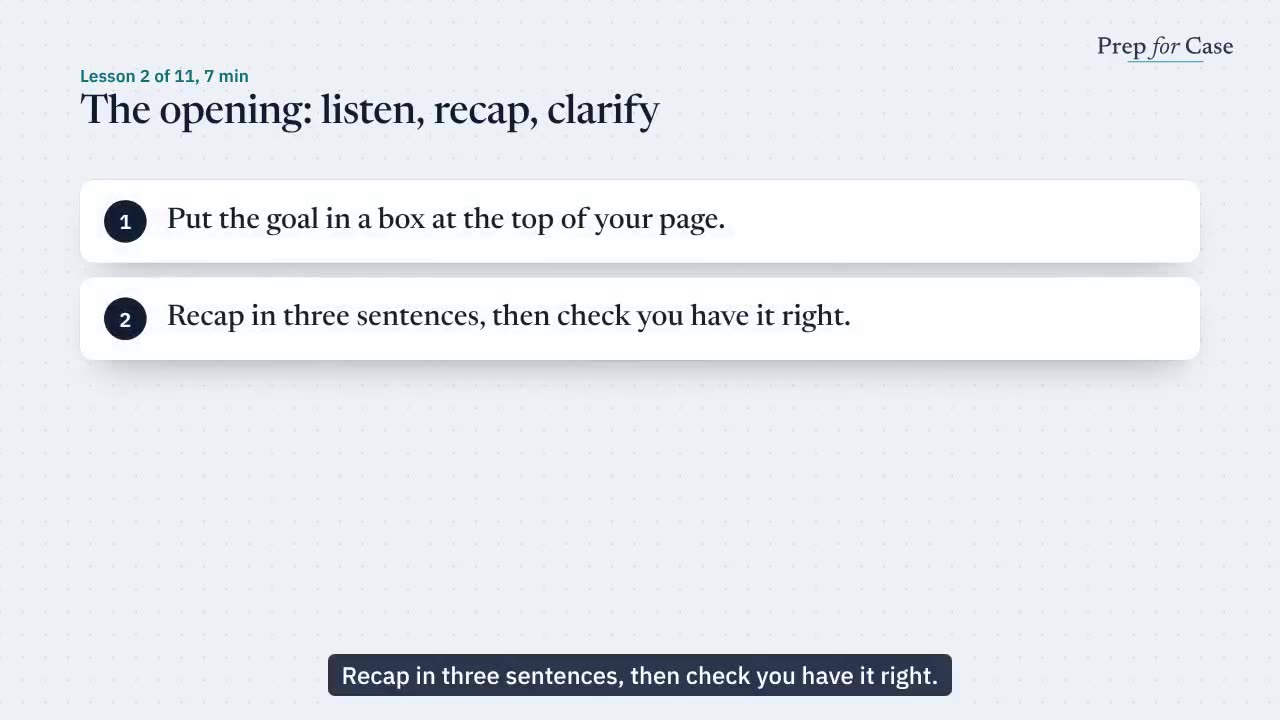 Prep for Case
Lesson 2 of 11, 7 min
The opening: listen, recap, clarify
1 Put the goal in a box at the top of your page.
2 Recap in three sentences, then check you have it right.
Recap in three sentences, then check you have it right.